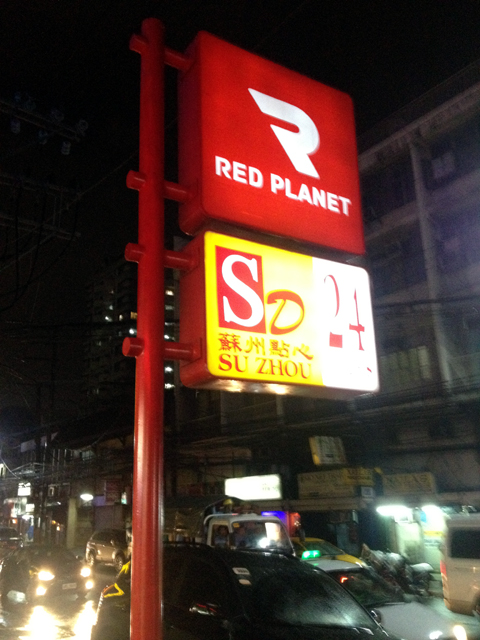 R
RED PLANET
SD
24
蘇州點心
SU ZHOU